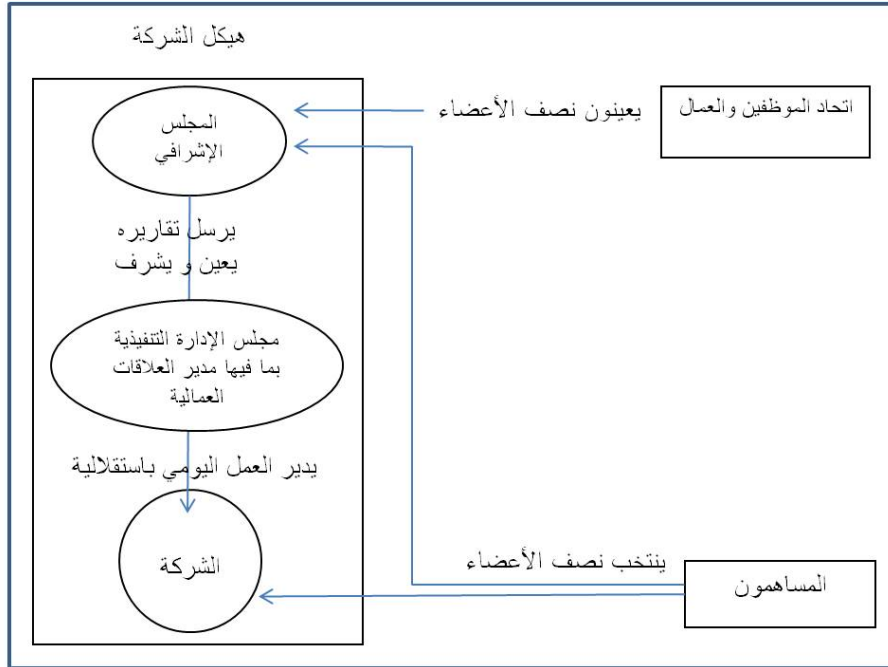 هيكل الشركة
اتحاد الموظفين والعمال
يعينون نصف الأعضاء
المجلس
الإشرافي
يرسل تقاريره
يعين و يشرف
مجلس الإدارة التنفيذية
بما فيها مدير العلاقات
العمالية
يدير العمل اليومي باستقلالية
الشركة
ينتخب نصف الأعضاء
المساهمون